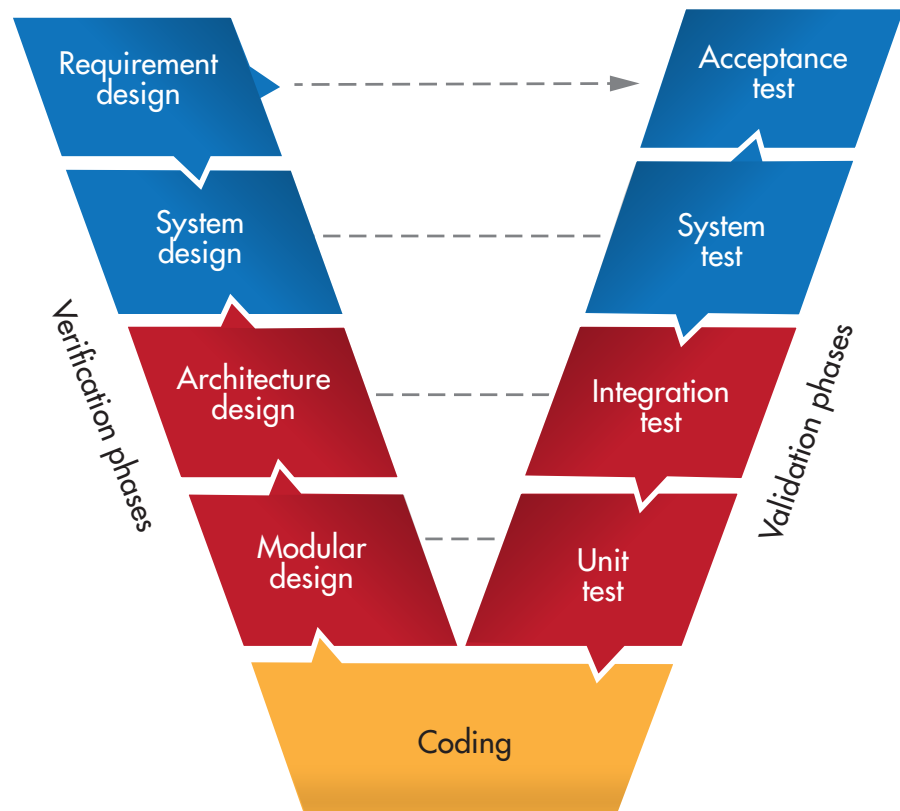 Requirement
design
Acceptance
test
System
design
System
test
Verification phases
Architecture
design
Integration
test
Validation phases
Modular
design
Unit
test
Coding